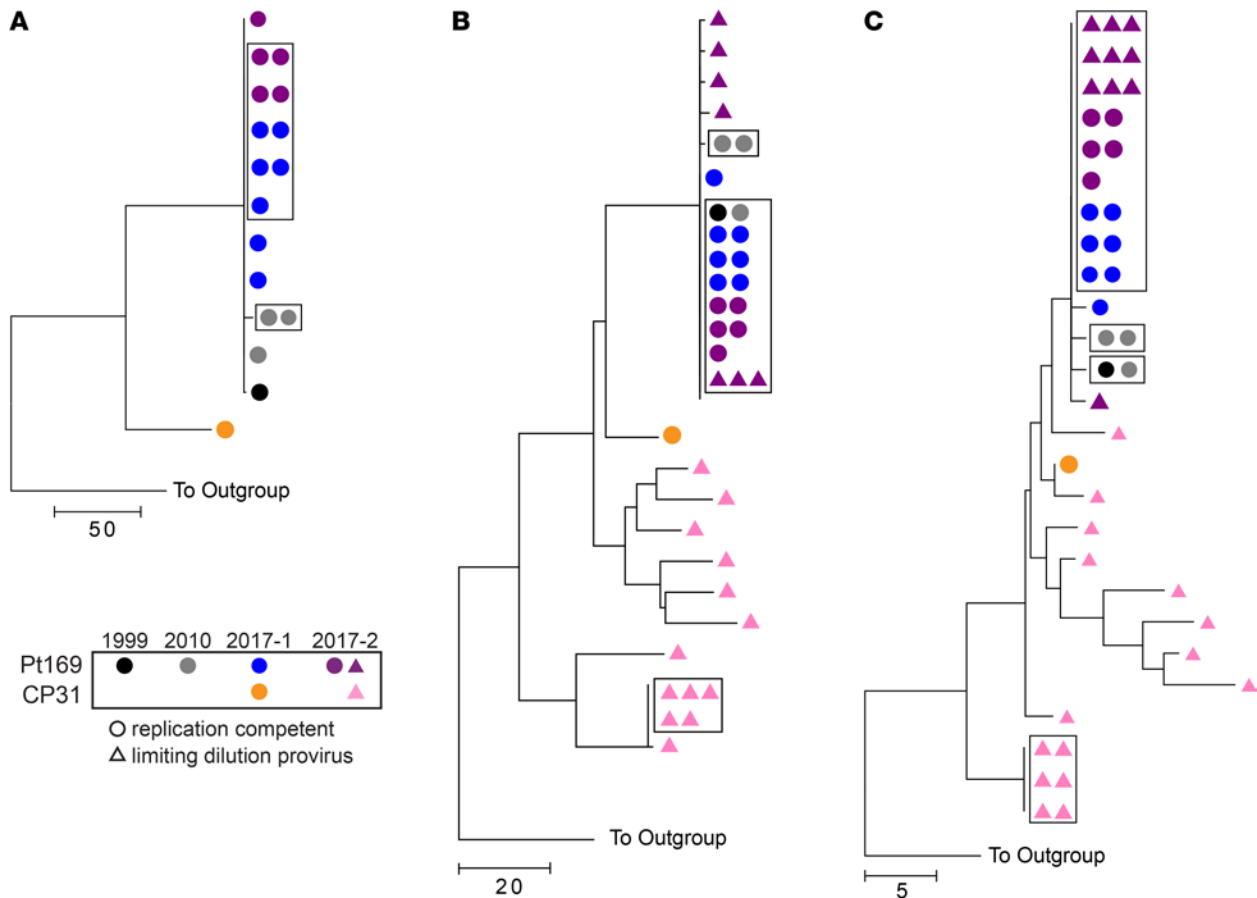 A
B
C
To Outgroup
50
1999 2010 2017-1 2017-2
Pt169
CP31
replication competent
limiting dilution provirus
To Outgroup
20
To Outgroup
5